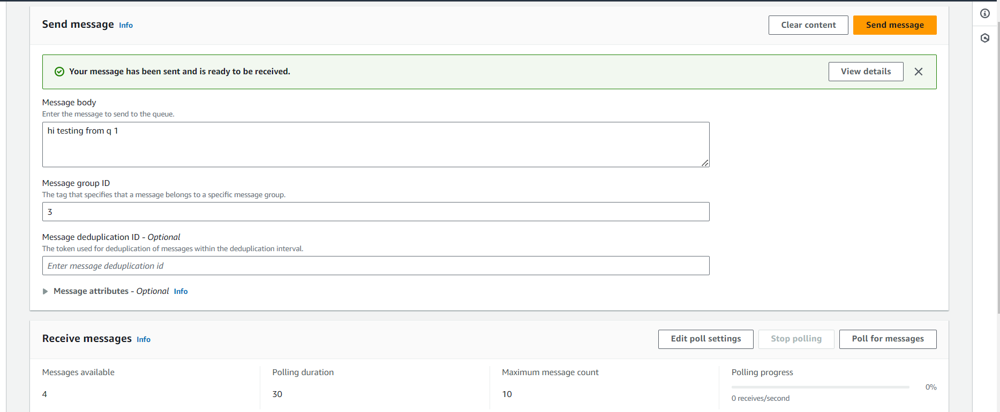 Send message Info
Clear content
Send message
Your message has been sent and is ready to be received.
View details
Message body
Enter the message to send to the queue.
hi testing from q 1
Message group ID
The tag that specifies that a message belongs to a specific message group.
3
Message deduplication ID - Optional
The token used for deduplication of messages within the deduplication interval.
Enter message deduplication id
Message attributes - Optional Info
Receive messages Info
Edit poll settings
Stop polling
Poll for messages
Messages available
4
Polling duration
30
Maximum message count
10
Polling progress
0%
0 receives/second